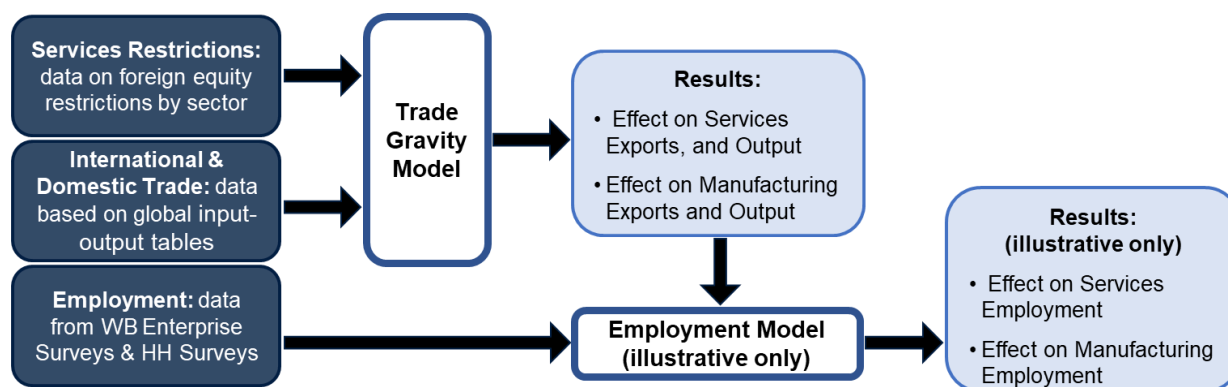 Services Restrictions:
data on foreign equity
restrictions by sector
International &
Domestic Trade: data
based on global input-
output tables
Employment: data
from WB Enterprise
Surveys & HH Surveys
Trade
Gravity
Model
Results:
• Effect on Services
Exports, and Output
• Effect on Manufacturing
Exports and Output
Employment Model
(illustrative only)
Results:
(illustrative only)
• Effect on Services
Employment
• Effect on Manufacturing
Employment